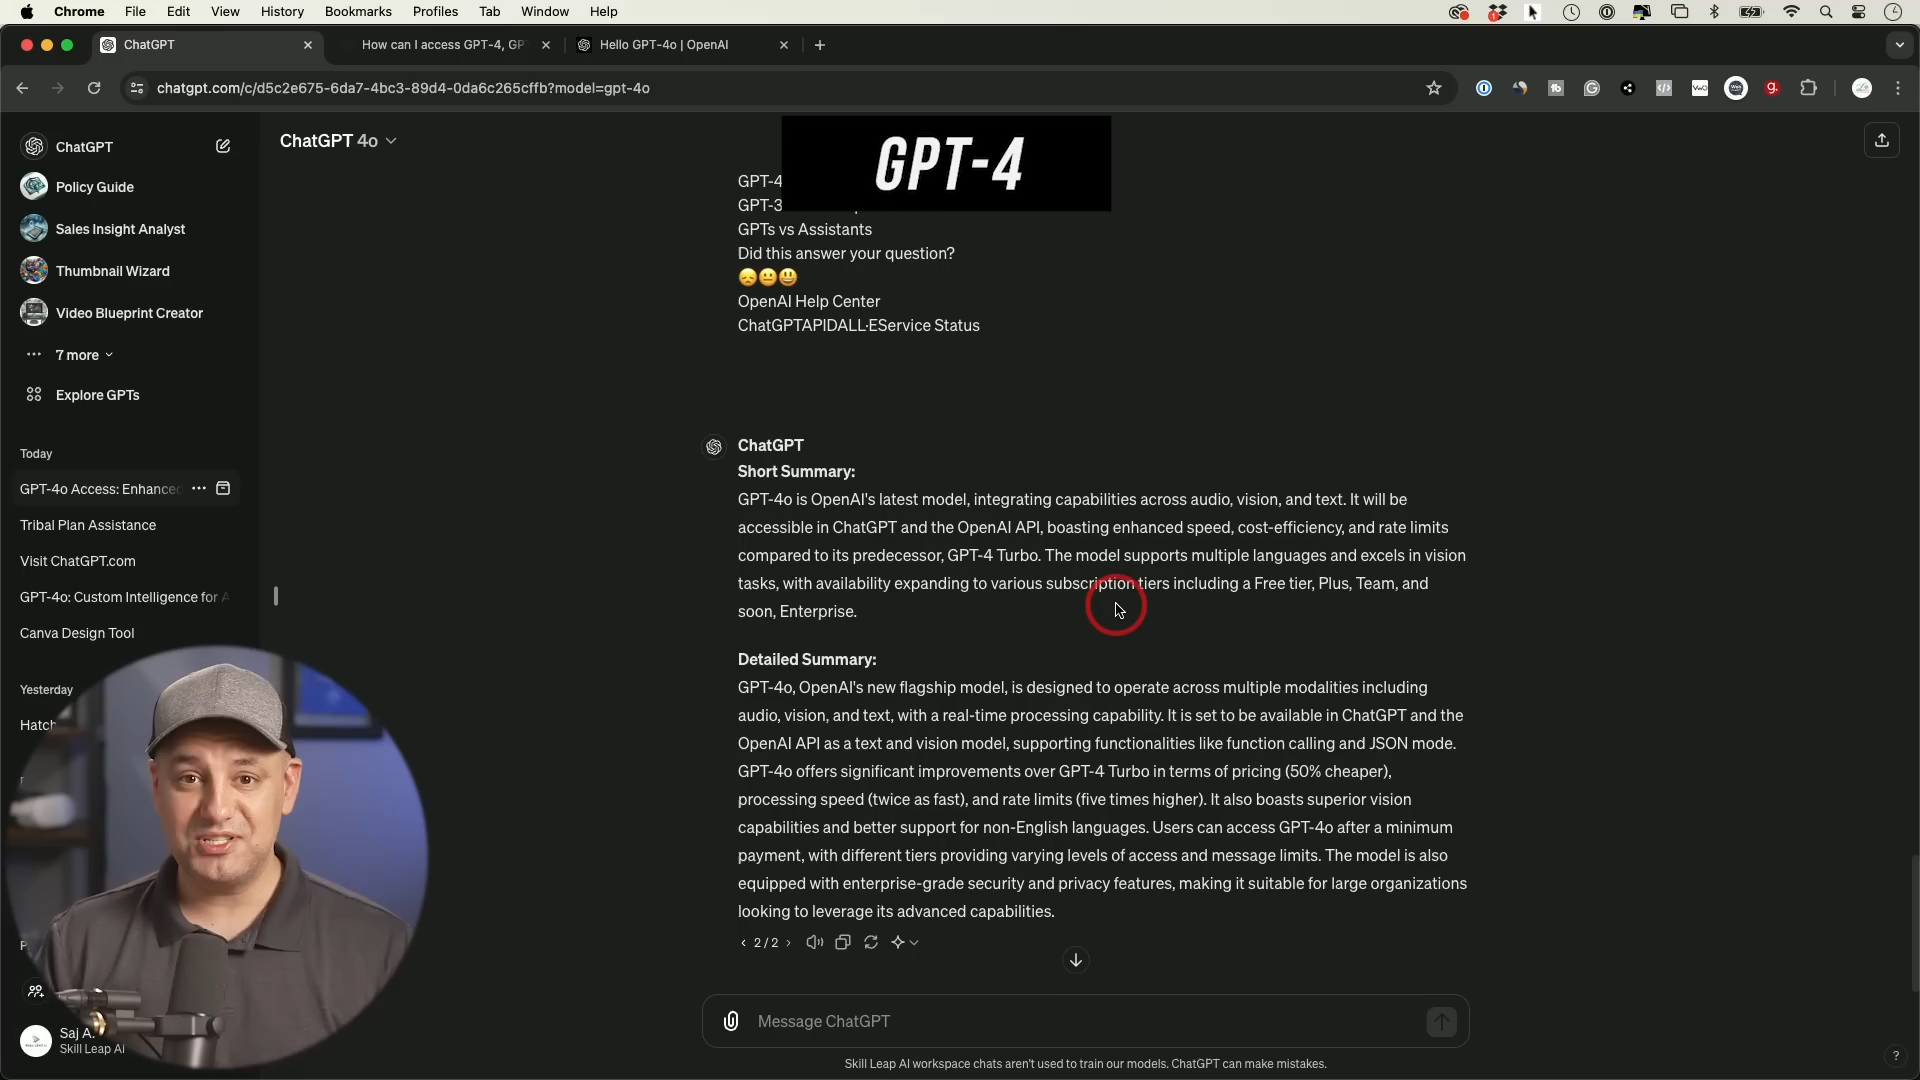 Chrome File Edit View History Bookmarks Profiles Tab Window Help
ChatGPT
How can I access GPT-4, GP
Hello GPT-4o | OpenAI
chatgpt.com/c/d5c2e675-6da7-4bc3-89d4-0da6c265cffb?model=gpt-4o
ChatGPT
Policy Guide
Sales Insight Analyst
Thumbnail Wizard
Video Blueprint Creator
7 more
Explore GPTs
Today
GPT-4o Access: Enhanced
Tribal Plan Assistance
Visit ChatGPT.com
GPT-4o: Custom Intelligence for A
Canva Design Tool
Yesterday
Hatch
Saj A.
Skill Leap AI
ChatGPT 4o
GPT-4
GPT-4
GPT-3
GPTs vs Assistants
Did this answer your question?
😞😐😃
OpenAI Help Center
ChatGPTAPIDALL·EService Status
ChatGPT
Short Summary:
GPT-4o is OpenAI's latest model, integrating capabilities across audio, vision, and text. It will be
accessible in ChatGPT and the OpenAI API, boasting enhanced speed, cost-efficiency, and rate limits
compared to its predecessor, GPT-4 Turbo. The model supports multiple languages and excels in vision
tasks, with availability expanding to various subscription tiers including a Free tier, Plus, Team, and
soon, Enterprise.
Detailed Summary:
GPT-4o, OpenAI's new flagship model, is designed to operate across multiple modalities including
audio, vision, and text, with a real-time processing capability. It is set to be available in ChatGPT and the
OpenAI API as a text and vision model, supporting functionalities like function calling and JSON mode.
GPT-4o offers significant improvements over GPT-4 Turbo in terms of pricing (50% cheaper),
processing speed (twice as fast), and rate limits (five times higher). It also boasts superior vision
capabilities and better support for non-English languages. Users can access GPT-4o after a minimum
payment, with different tiers providing varying levels of access and message limits. The model is also
equipped with enterprise-grade security and privacy features, making it suitable for large organizations
looking to leverage its advanced capabilities.
2/2
Message ChatGPT
Skill Leap AI workspace chats aren't used to train our models. ChatGPT can make mistakes.
?